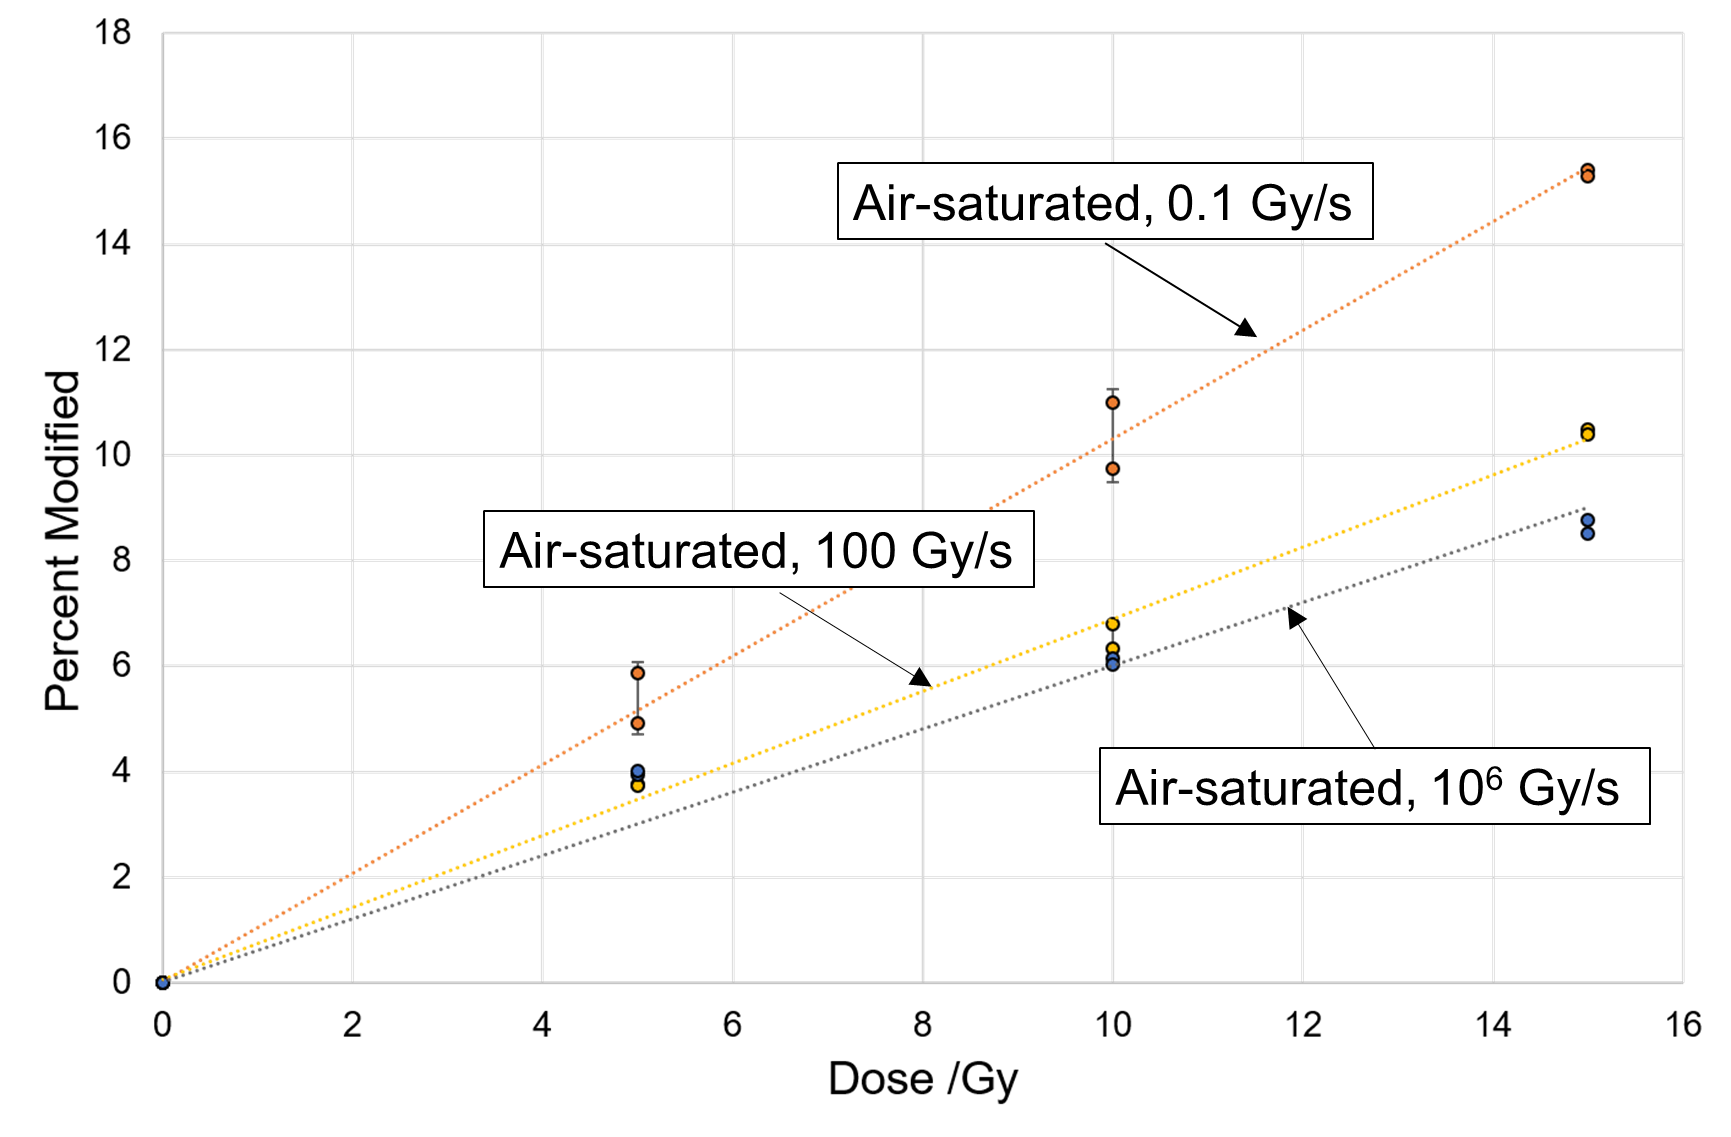 18
16
Air-saturated, 0.1 Gy/s
14
12
10
Air-saturated, 100 Gy/s
8
Percent Modified
6
Air-saturated, 10⁶ Gy/s
4
2
0
0 2 4 6 8 10 12 14 16
Dose /Gy